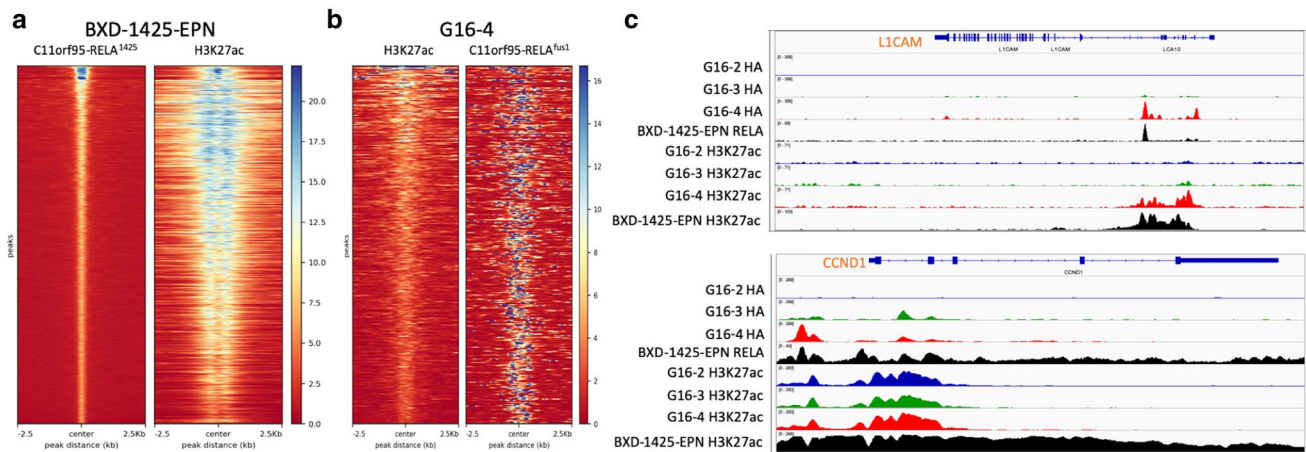 a
BXD-1425-EPN
C11orf95-RELA¹⁴²⁵ H3K27ac
peaks
20.0
17.5
15.0
12.5
10.0
7.5
5.0
2.5
0.0
-2.5 center 2.5Kb -2.5 center 2.5Kb
peak distance (kb) peak distance (kb)
b
G16-4
H3K27ac C11orf95-RELAᶠᵘˢ¹
16
14
12
10
8
6
4
2
0
-2.5 center 2.5Kb -2.5 center 2.5Kb
peak distance (kb) peak distance (kb)
c
L1CAM
L1CAM L1CAM LCA10
G16-2 HA
G16-3 HA
G16-4 HA
BXD-1425-EPN RELA
G16-2 H3K27ac
G16-3 H3K27ac
G16-4 H3K27ac
BXD-1425-EPN H3K27ac
CCND1
CCND1
G16-2 HA
G16-3 HA
G16-4 HA
BXD-1425-EPN RELA
G16-2 H3K27ac
G16-3 H3K27ac
G16-4 H3K27ac
BXD-1425-EPN H3K27ac